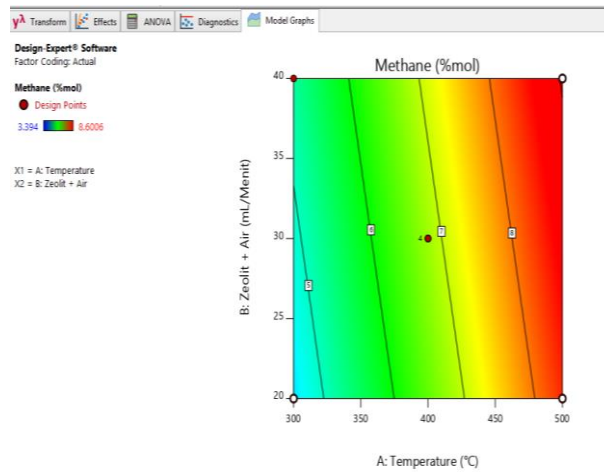 yλ Transform
Effects
ANOVA
Diagnostics
Model Graphs
Design-Expert® Software
Factor Coding: Actual
Methane (%mol)
Design Points
3.394 8.6006
X1 = A: Temperature
X2 = B: Zeolit + Air
Methane (%mol)
B: Zeolit + Air (mL/Menit)
40
35
30
25
20
5
6
4
7
8
300 350 400 450 500
A: Temperature (°C)